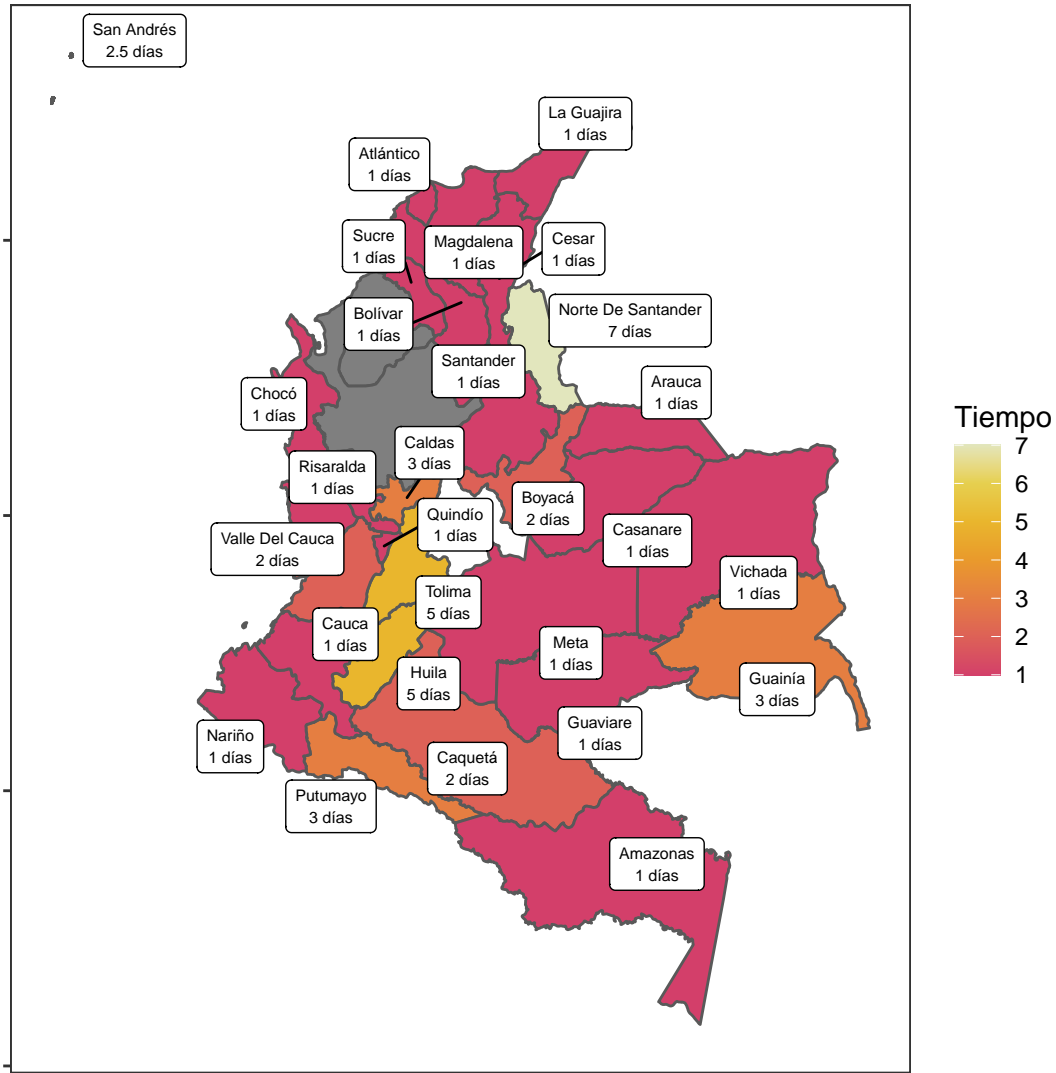 San Andrés
2.5 días
La Guajira
1 días
Atlántico
1 días
Sucre
1 días
Magdalena
1 días
Cesar
1 días
Bolívar
1 días
Norte De Santander
7 días
Santander
1 días
Arauca
1 días
Chocó
1 días
Caldas
3 días
Risaralda
1 días
Boyacá
2 días
Quindío
1 días
Valle Del Cauca
2 días
Casanare
1 días
Vichada
1 días
Tolima
5 días
Cauca
1 días
Meta
1 días
Huila
5 días
Guainía
3 días
Guaviare
1 días
Nariño
1 días
Caquetá
2 días
Putumayo
3 días
Amazonas
1 días
Tiempo
7
6
5
4
3
2
1